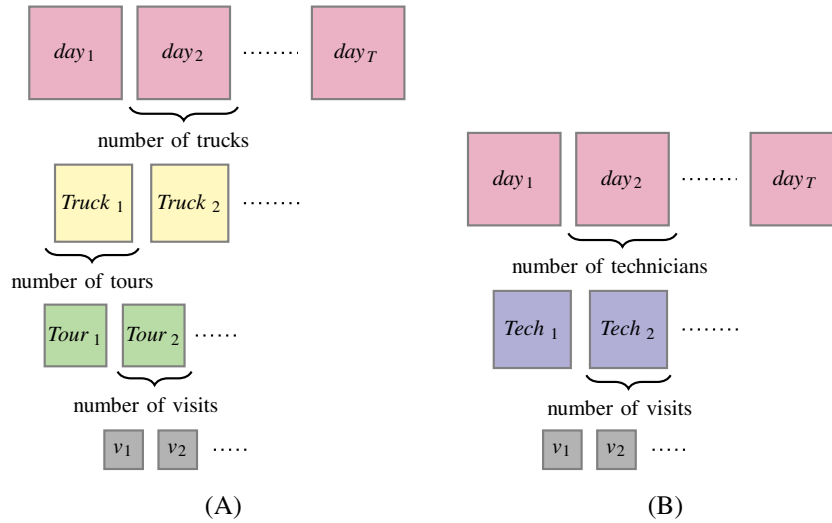 day1 day2 ........ dayT
number of trucks
Truck 1 Truck 2 ........
number of tours
Tour 1 Tour 2 ......
number of visits
v1 v2 .....
(A)
day1 day2 ........ dayT
number of technicians
Tech 1 Tech 2 ........
number of visits
v1 v2 .....
(B)